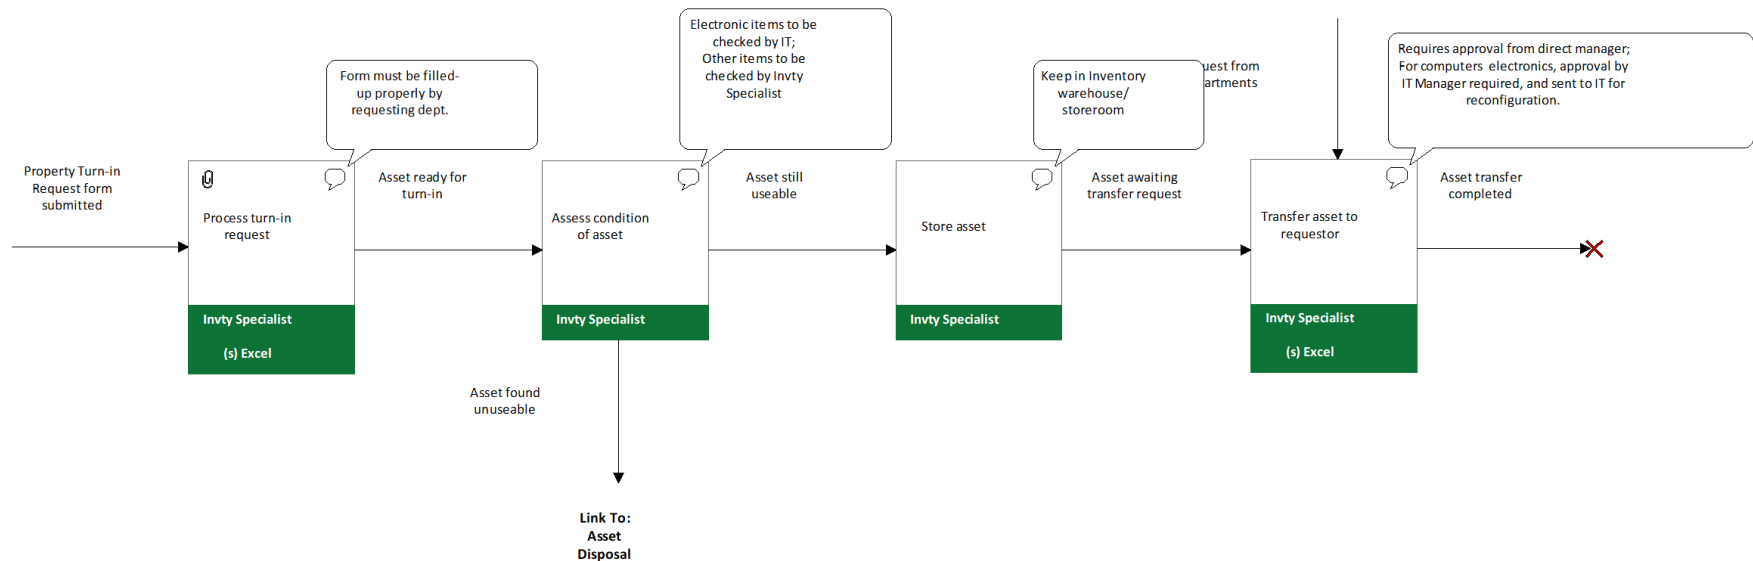 Electronic items to be
checked by IT;
Other items to be
checked by Invty
Specialist
Form must be filled-
up properly by
requesting dept.
Keep in Inventory
warehouse/
storeroom
from
Requires approval from direct manager;
For computers  electronics, approval by
IT Manager required, and sent to IT for
reconfiguration.
Property Turn-in
Request form
submitted
Process turn-in
request
Invty Specialist
(s) Excel
Asset ready for
turn-in
Assess condition
of asset
Invty Specialist
Asset still
useable
Store asset
Invty Specialist
Asset awaiting
transfer request
Transfer asset to
requestor
Invty Specialist
(s) Excel
Asset transfer
completed
Asset found
unuseable
Link To:
Asset
Disposal